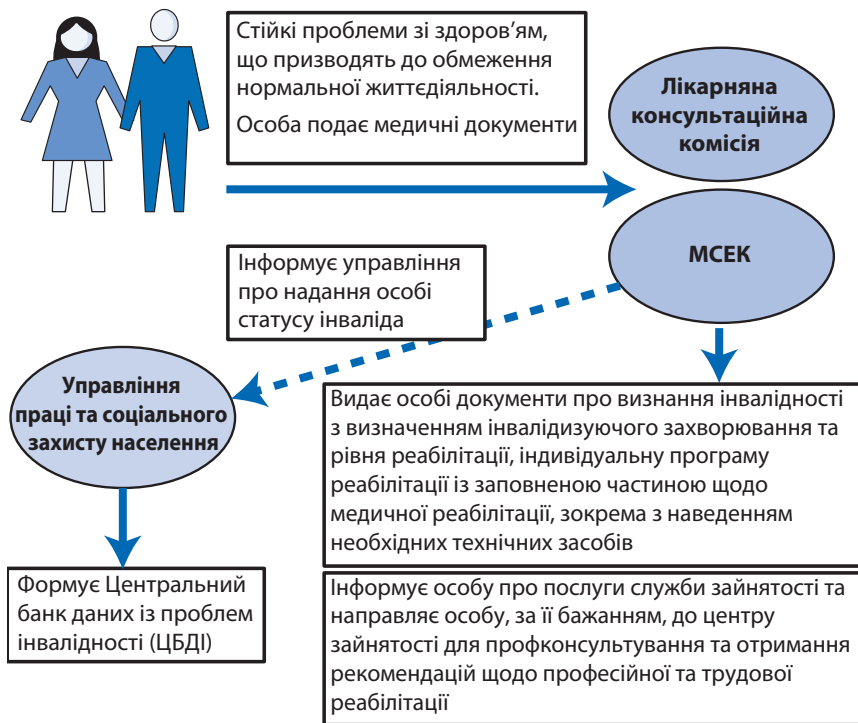 Стійкі проблеми зі здоров’ям,
що призводять до обмеження
нормальної життєдіяльності.
Особа подає медичні документи
Лікарняна
консультаційна
комісія
МСЕК
Інформує управління
про надання особі
статусу інваліда
Управління
праці та соціального
захисту населення
Видає особі документи про визнання інвалідності
з визначенням інвалідизуючого захворювання та
рівня реабілітації, індивідуальну програму
реабілітації із заповненою частиною щодо
медичної реабілітації, зокрема з наведенням
необхідних технічних засобів
Формує Центральний
банк даних із проблем
інвалідності (ЦБДІ)
Інформує особу про послуги служби зайнятості та
направляє особу, за її бажанням, до центру
зайнятості для профконсультування та отримання
рекомендацій щодо професійної та трудової
реабілітації